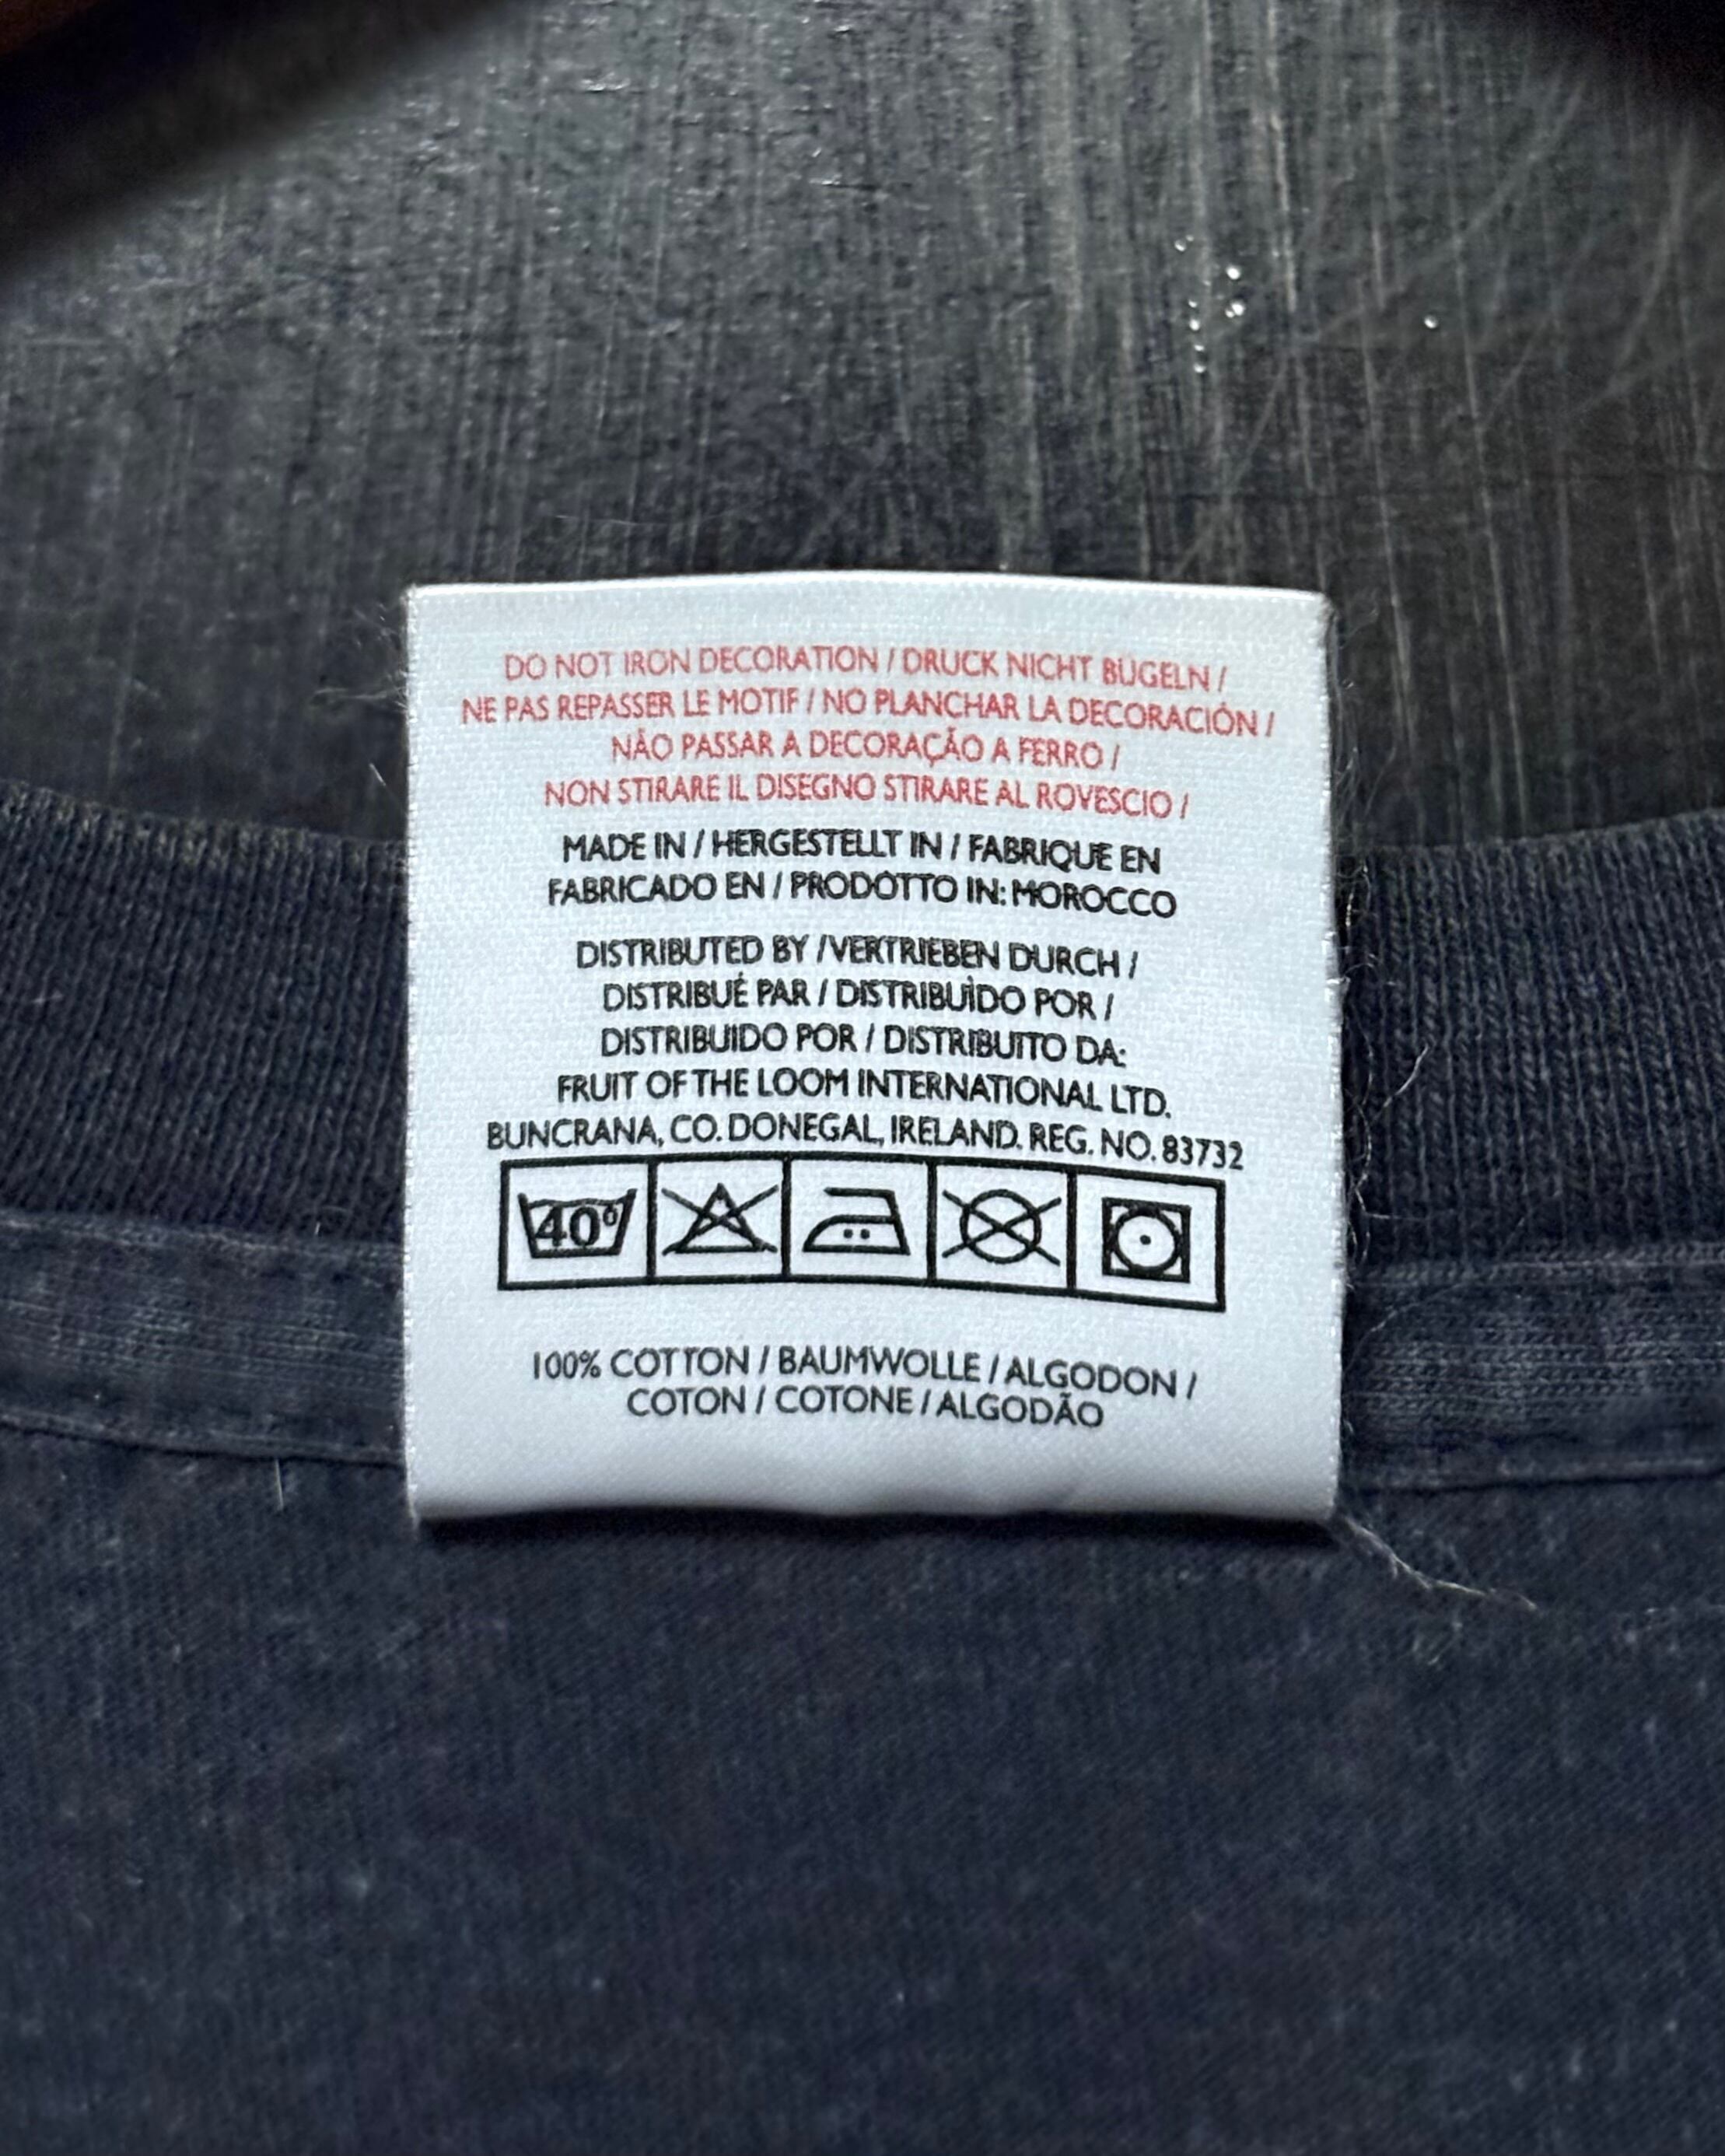 DO NOT IRON DECORATION / DRUCK NICHT BÜGELN /
NE PAS REPASSER LE MOTIF / NO PLANCHAR LA DECORACIÓN /
NÃO PASSAR A DECORAÇÃO A FERRO /
NON STIRARE IL DISEGNO STIRARE AL ROVESCIO /
MADE IN / HERGESTELLT IN / FABRIQUE EN
FABRICADO EN / PRODOTTO IN: MOROCCO
DISTRIBUTED BY /VERTRIEBEN DURCH /
DISTRIBUÉ PAR / DISTRIBUÌDO POR /
DISTRIBUIDO POR / DISTRIBUITO DA:
FRUIT OF THE LOOM INTERNATIONAL LTD.
BUNCRANA, CO. DONEGAL, IRELAND. REG. NO. 83732
40°
100% COTTON / BAUMWOLLE / ALGODON /
COTON / COTONE / ALGODÃO